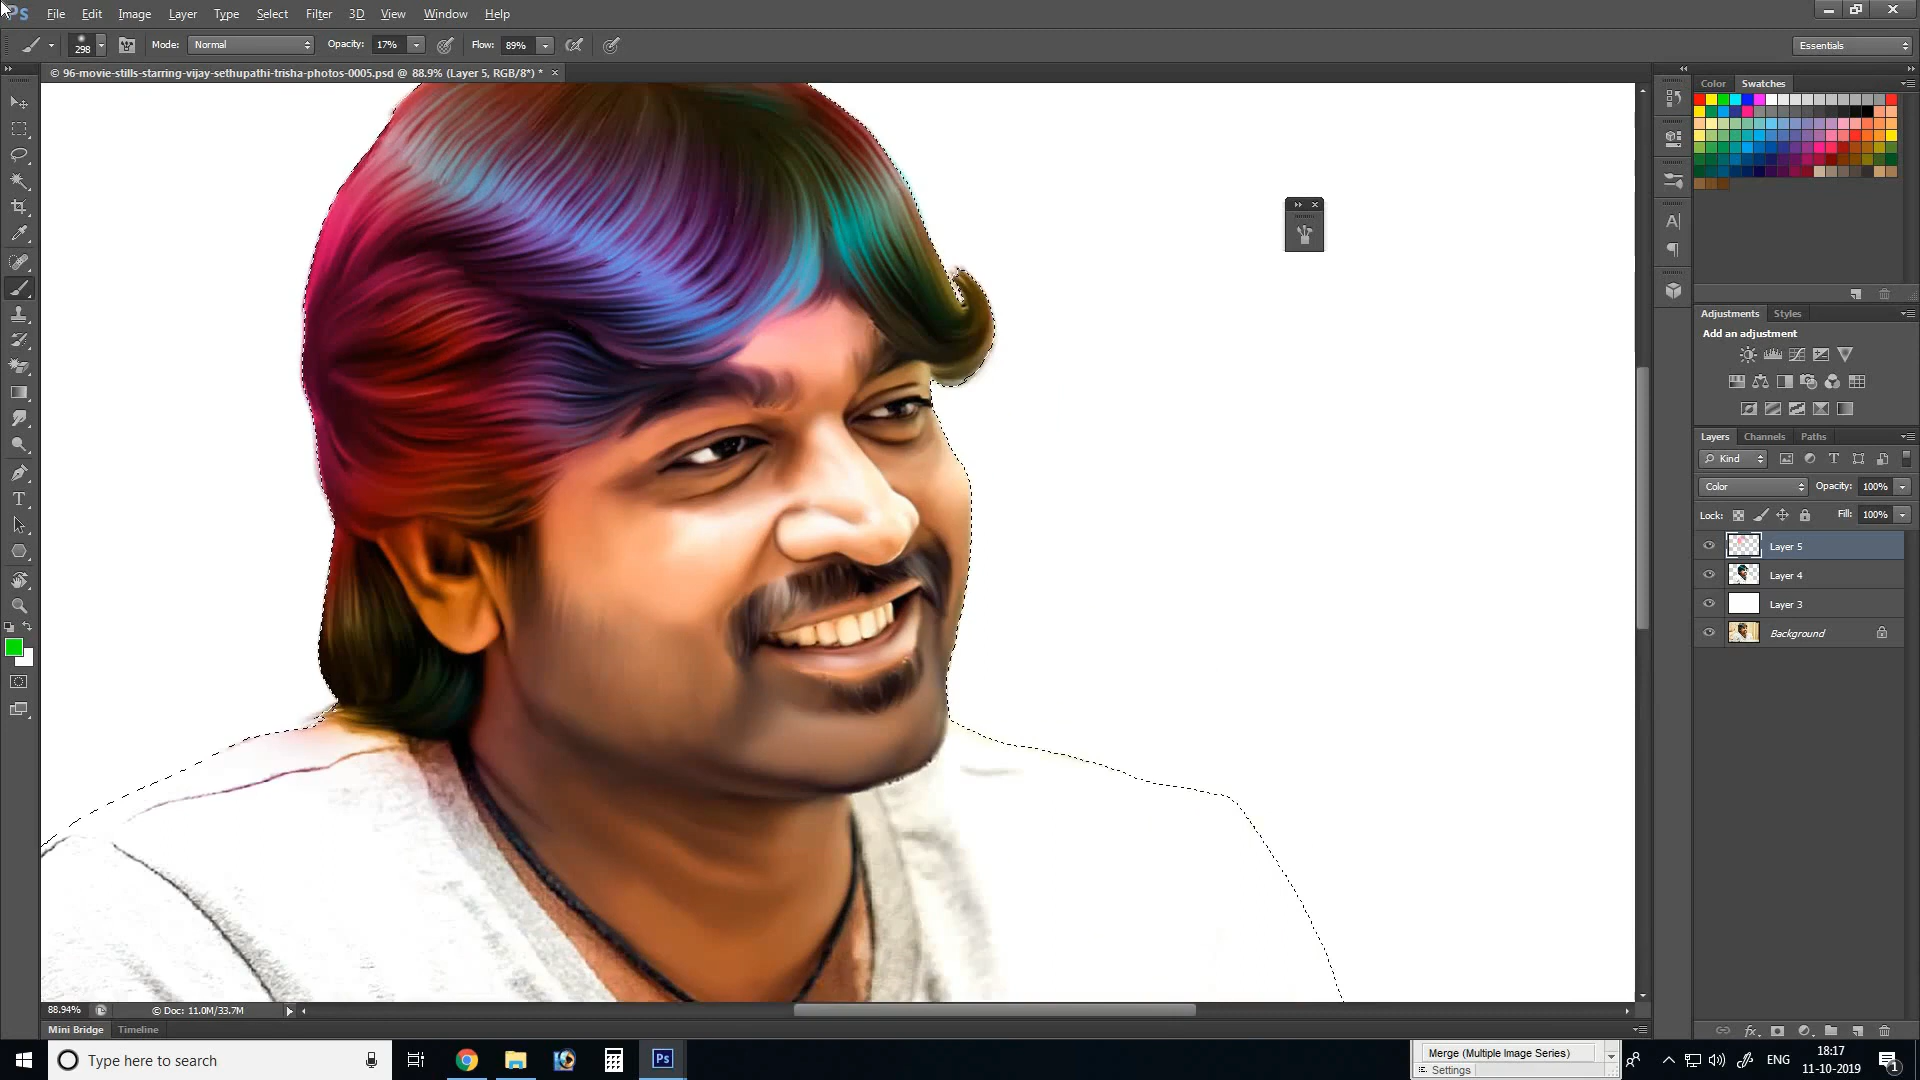 Ps File Edit Image Layer Type Select Filter 3D View Window Help
298 Mode: Normal Opacity: 17% Flow: 89% Essentials
© 96-movie-stills-starring-vijay-sethupathi-trisha-photos-0005.psd @ 88.9% (Layer 5, RGB/8*) * ×
Color Swatches
Adjustments Styles
Add an adjustment
Layers Channels Paths
Kind
Color Opacity: 100%
Lock: Fill: 100%
Layer 5
Layer 4
Layer 3
Background
88.94% © Doc: 11.0M/33.7M
Mini Bridge Timeline
Type here to search
Ps
Merge (Multiple Image Series)
Settings
ENG
18:17
11-10-2019
1